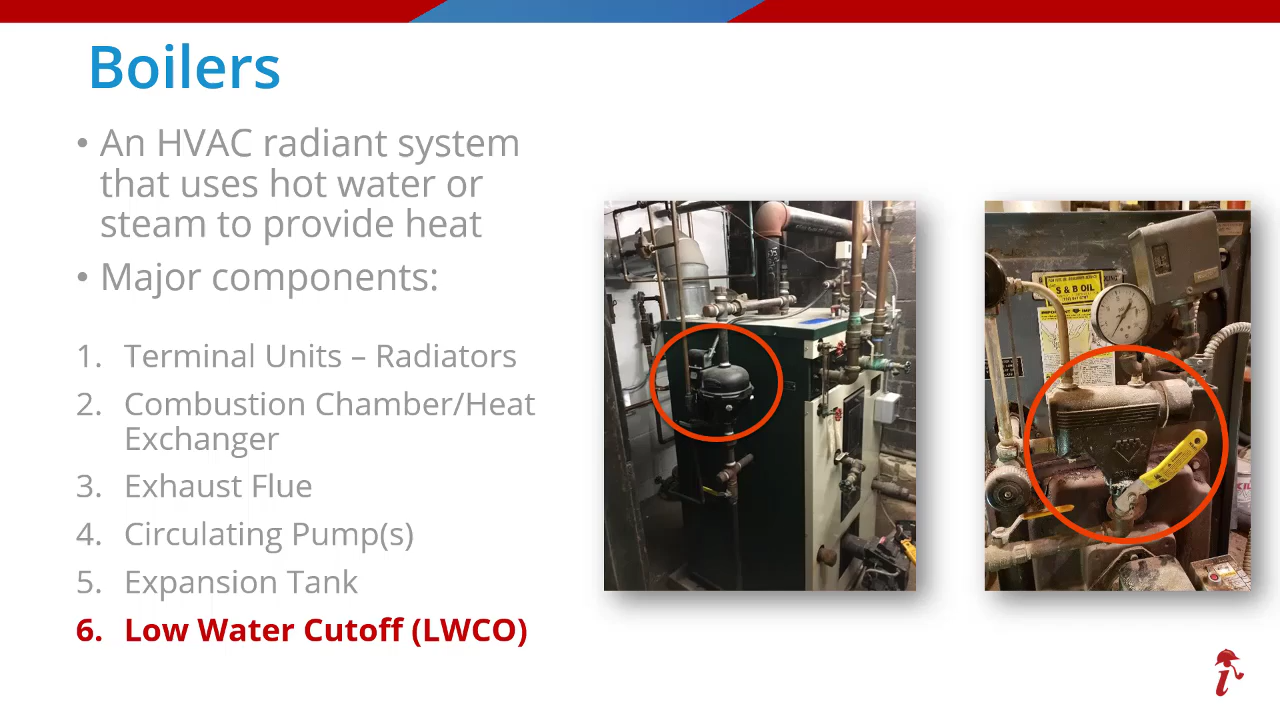 Boilers
• An HVAC radiant system
that uses hot water or
steam to provide heat
• Major components:
1. Terminal Units – Radiators
2. Combustion Chamber/Heat
Exchanger
3. Exhaust Flue
4. Circulating Pump(s)
5. Expansion Tank
6. Low Water Cutoff (LWCO)
S & B OIL